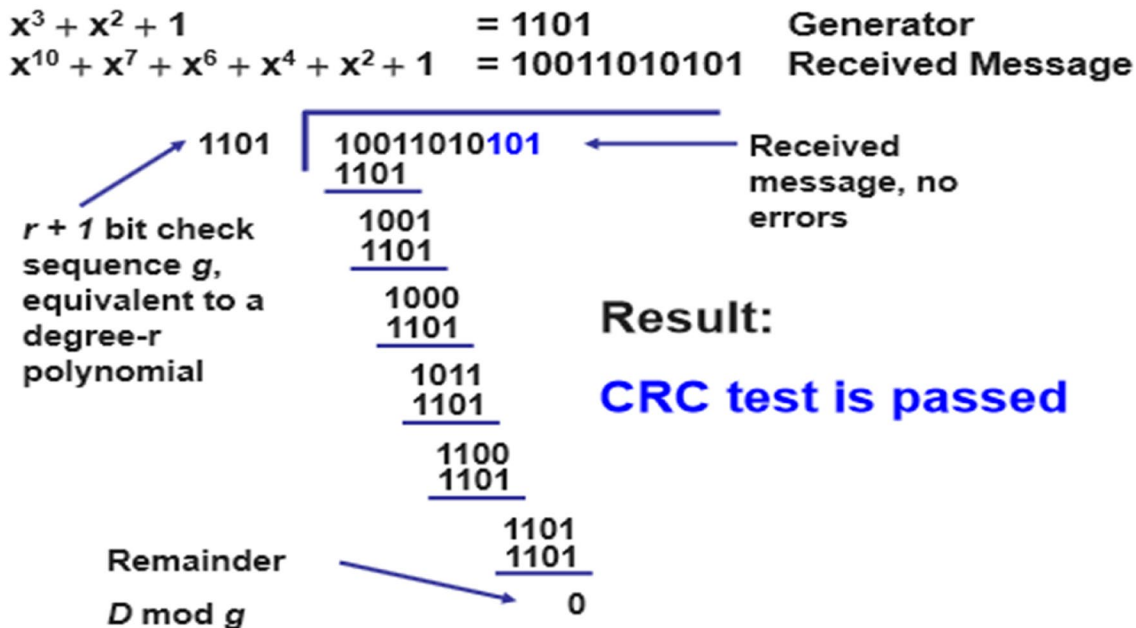 x³ + x² + 1 = 1101 Generator
x¹⁰ + x⁷ + x⁶ + x⁴ + x² + 1 = 10011010101 Received Message
1101 10011010101
1101
1001
1101
1000
1101
1011
1101
1100
1101
1101
1101
0
r + 1 bit check
sequence g,
equivalent to a
degree-r
polynomial
Received
message, no
errors
Result:
CRC test is passed
Remainder
D mod g